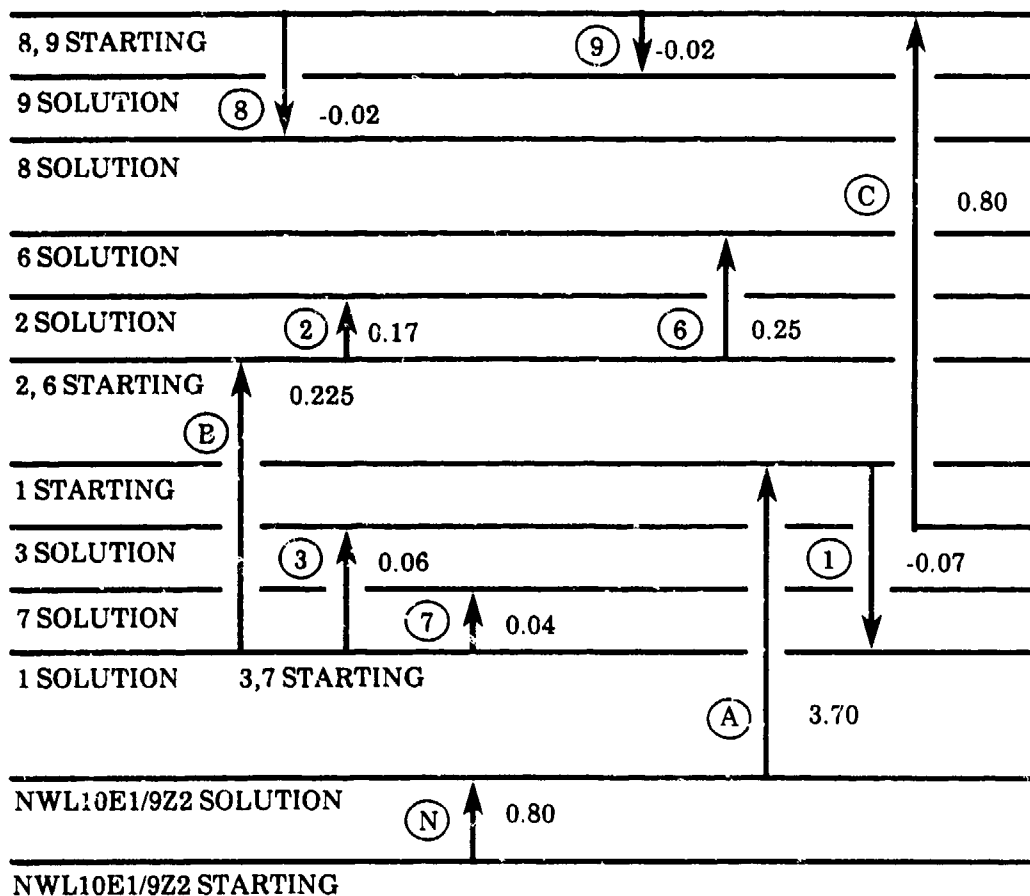 8, 9 STARTING
9 -0.02
9 SOLUTION
8 -0.02
8 SOLUTION
C 0.80
6 SOLUTION
2 SOLUTION
2 0.17
6 0.25
2, 6 STARTING
0.225
B
1 STARTING
3 SOLUTION
3 0.06
1 -0.07
7 SOLUTION
7 0.04
1 SOLUTION 3,7 STARTING
A 3.70
NWL10E1/9Z2 SOLUTION
N 0.80
NWL10E1/9Z2 STARTING